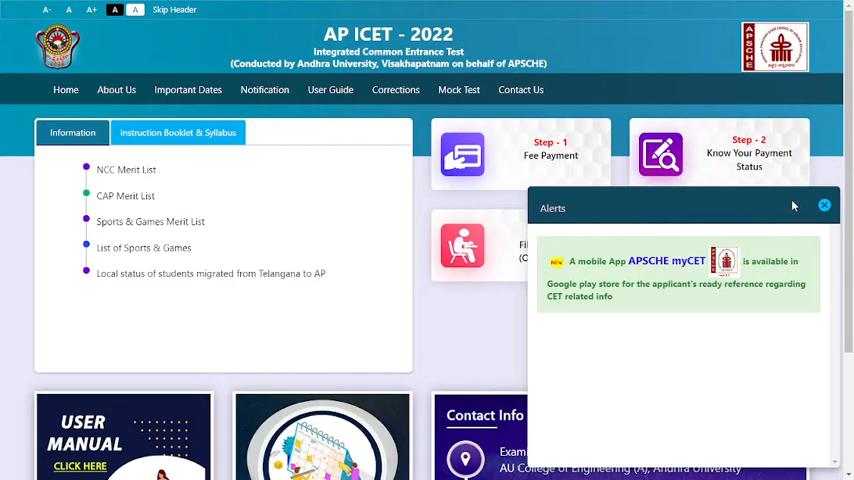 A- A A+ A A Skip Header
AP ICET - 2022
Integrated Common Entrance Test
(Conducted by Andhra University, Visakhapatnam on behalf of APSCHE)
APSCHE
Home About Us Important Dates Notification User Guide Corrections Mock Test Contact Us
Information Instruction Booklet & Syllabus
NCC Merit List
CAP Merit List
Sports & Games Merit List
List of Sports & Games
Local status of students migrated from Telangana to AP
Step - 1
Fee Payment
Step - 2
Know Your Payment
Status
Alerts
NEW A mobile App APSCHE myCET is available in
Google play store for the applicant's ready reference regarding
CET related info
USER
MANUAL
CLICK HERE
Contact Info
AU College of Engineering (A), Andhra University